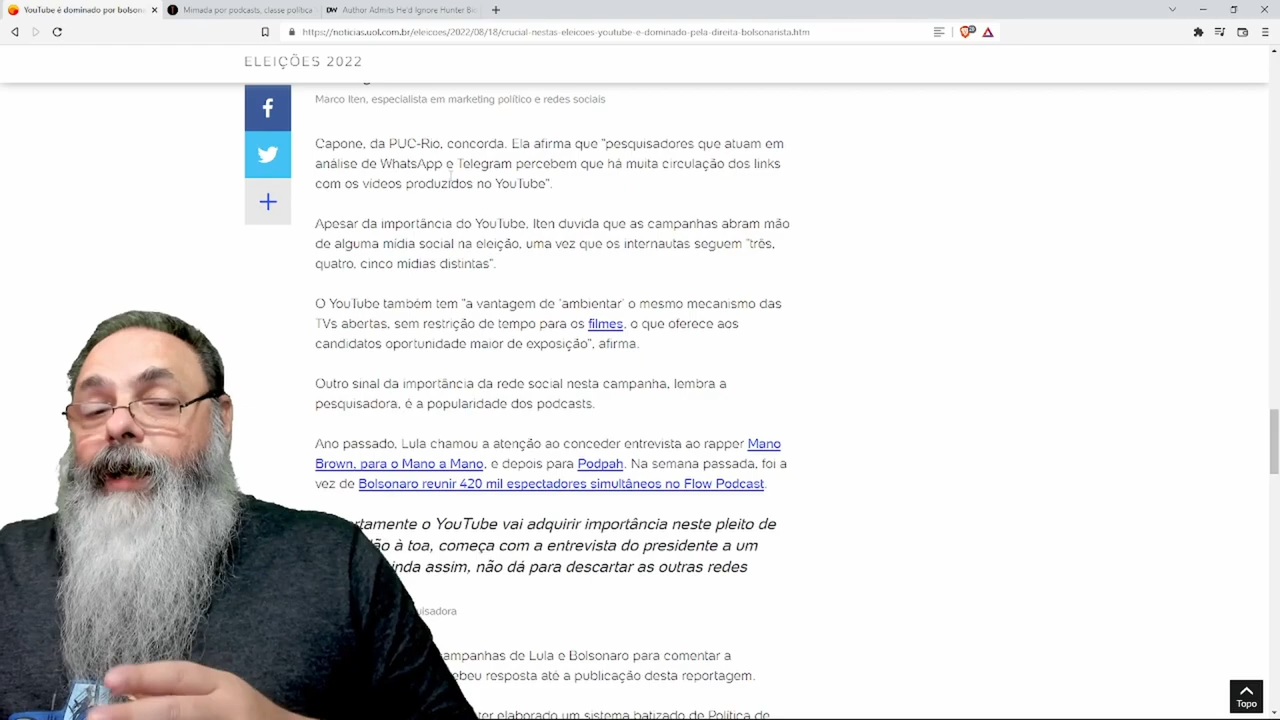 YouTube é dominado por bolson
Mimada por podcasts, classe política
DW Author Admits He'd Ignore Hunter Bi
https://noticias.uol.com.br/eleicoes/2022/08/18/crucial-nestas-eleicoes-youtube-e-dominado-pela-direita-bolsonarista.htm
ELEIÇÕES 2022
Marco Iten, especialista em marketing político e redes sociais
Capone, da PUC-Rio, concorda. Ela afirma que "pesquisadores que atuam em
análise de WhatsApp e Telegram percebem que há muita circulação dos links
com os vídeos produzidos no YouTube".
Apesar da importância do YouTube, Iten duvida que as campanhas abram mão
de alguma mídia social na eleição, uma vez que os internautas seguem "três,
quatro, cinco mídias distintas".
O YouTube também tem "a vantagem de 'ambientar' o mesmo mecanismo das
TVs abertas, sem restrição de tempo para os filmes, o que oferece aos
candidatos oportunidade maior de exposição", afirma.
Outro sinal da importância da rede social nesta campanha, lembra a
pesquisadora, é a popularidade dos podcasts.
Ano passado, Lula chamou a atenção ao conceder entrevista ao rapper Mano
Brown, para o Mano a Mano, e depois para Podpah. Na semana passada, foi a
vez de Bolsonaro reunir 420 mil espectadores simultâneos no Flow Podcast.
rtamente o YouTube vai adquirir importância neste pleito de
ão à toa, começa com a entrevista do presidente a um
inda assim, não dá para descartar as outras redes
uisadora
ampanhas de Lula e Bolsonaro para comentar a
ebeu resposta até a publicação desta reportagem.
ter elaborado um sistema batizado de Política de
Topo